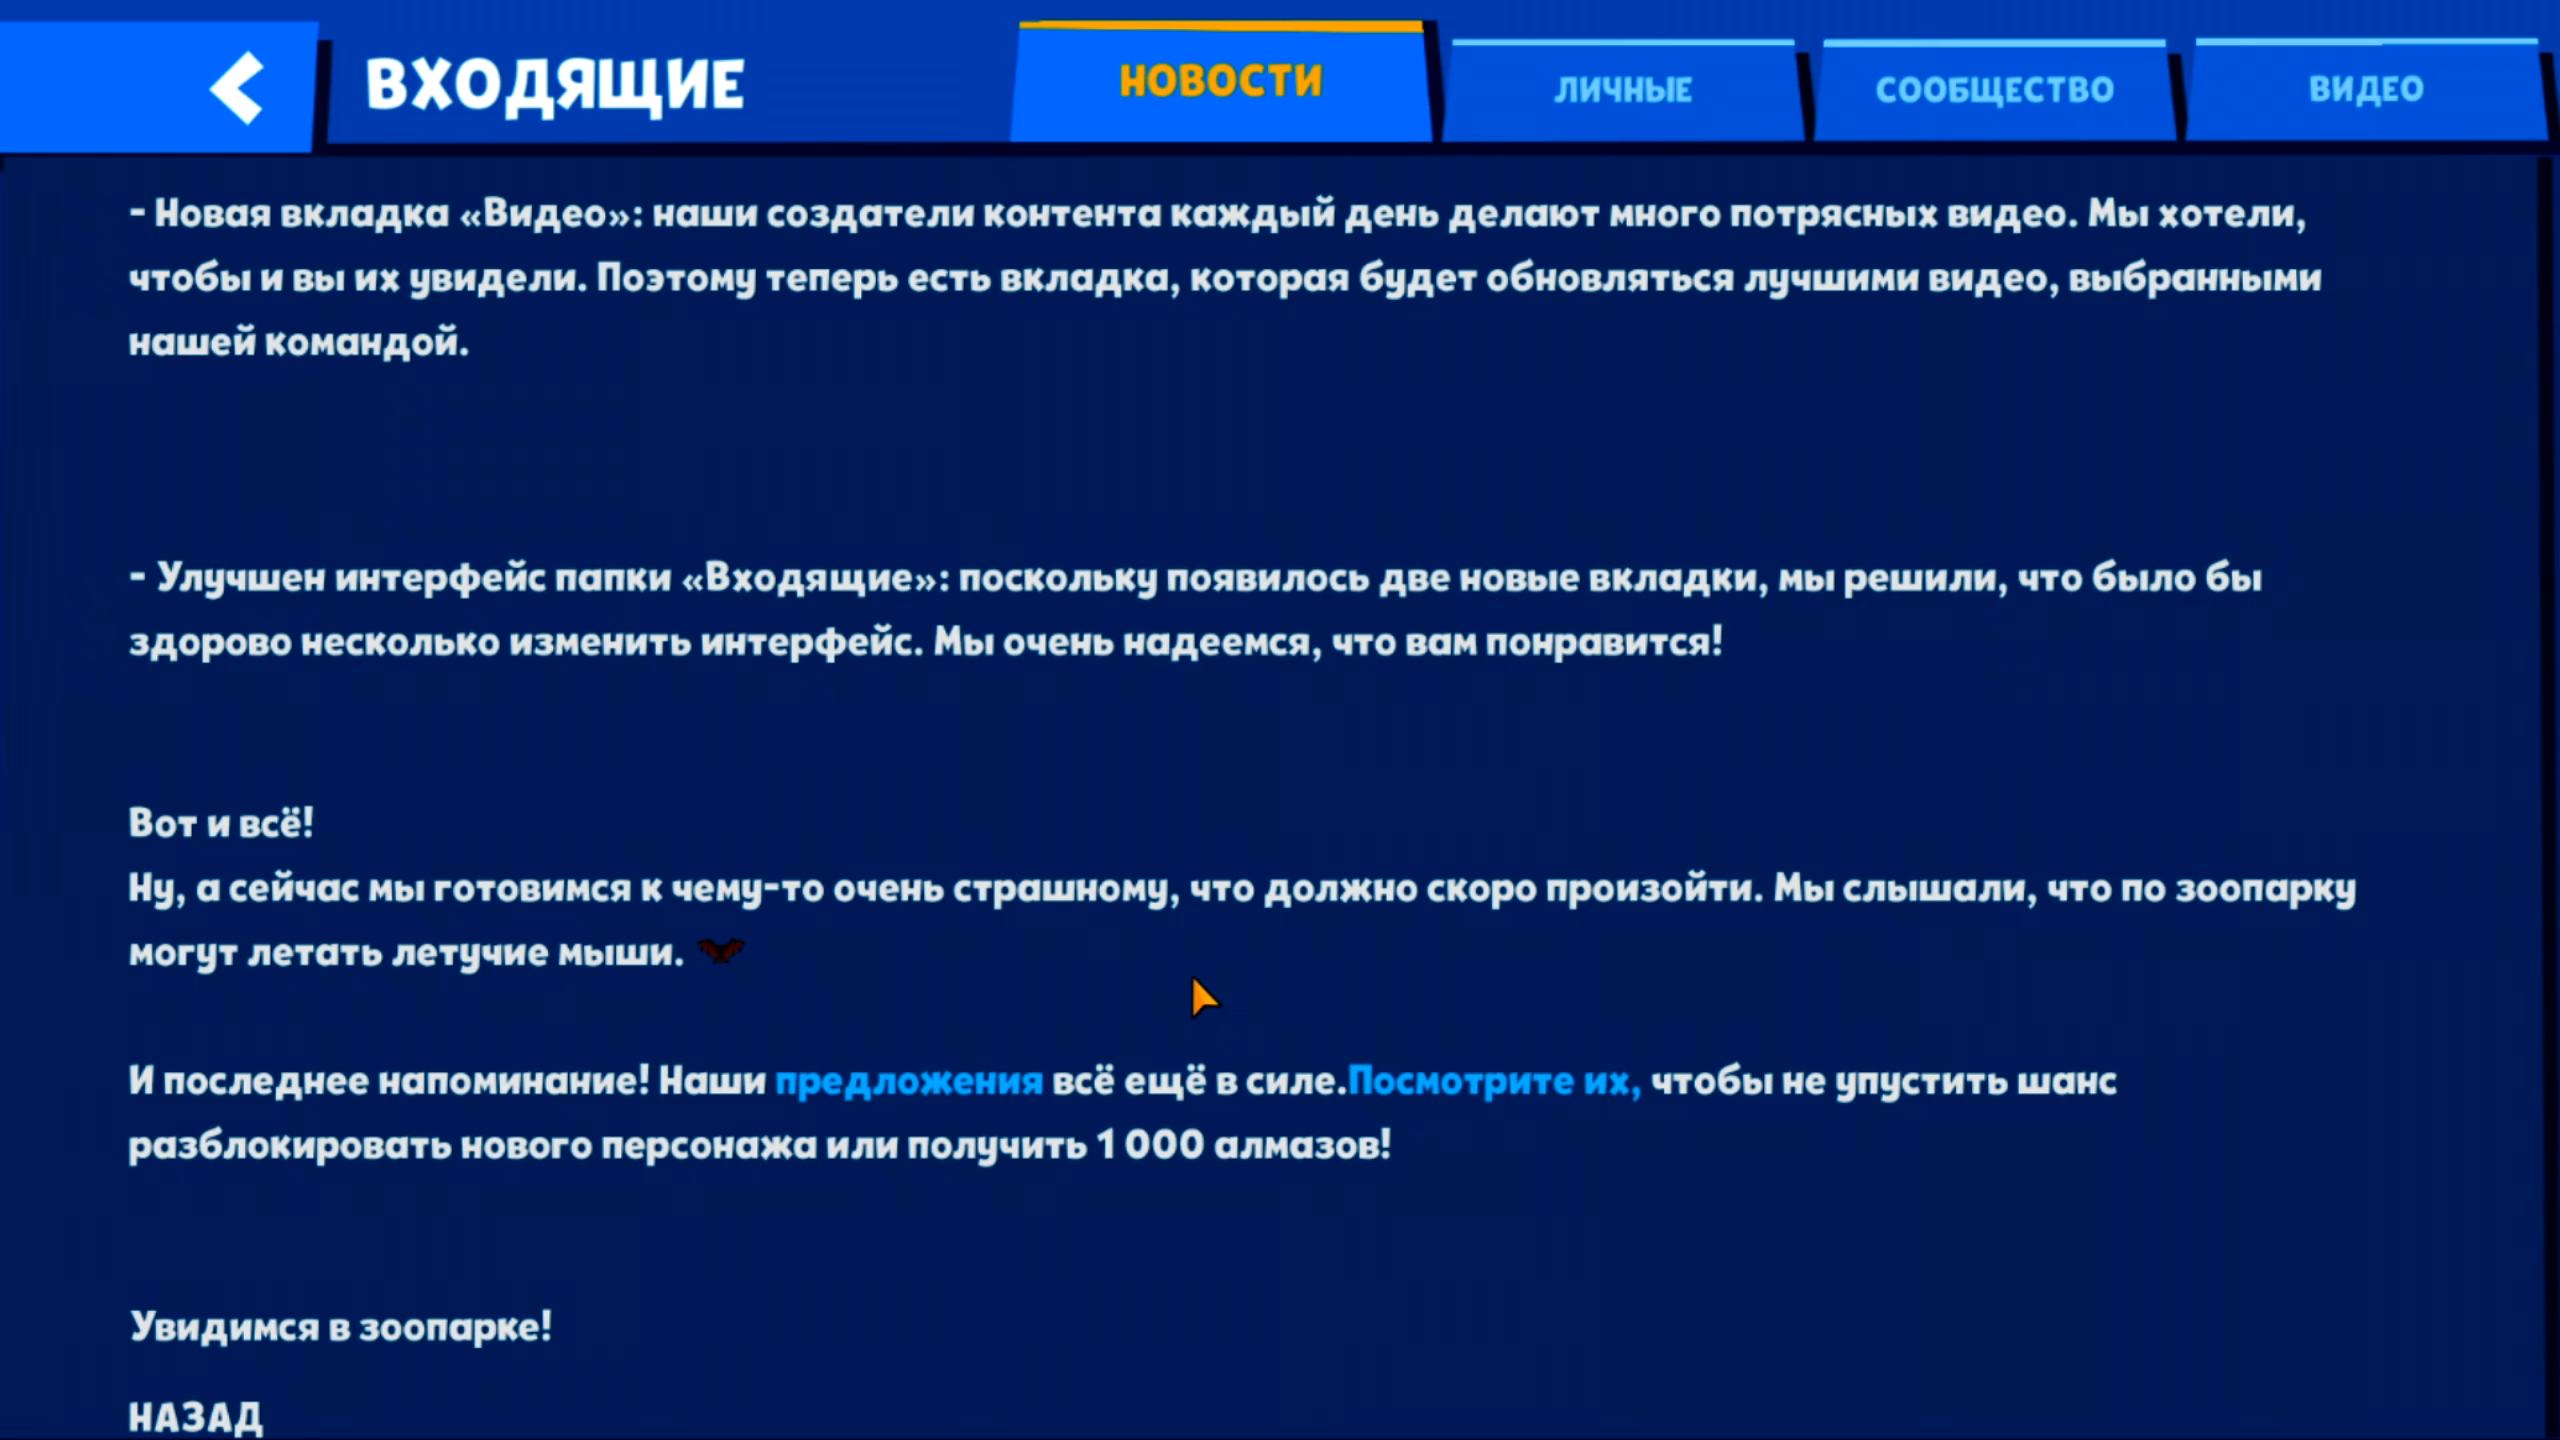 ВХОДЯЩИЕ
НОВОСТИ
ЛИЧНЫЕ
СООБЩЕСТВО
ВИДЕО
- Новая вкладка «Видео»: наши создатели контента каждый день делают много потрясных видео. Мы хотели,
чтобы и вы их увидели. Поэтому теперь есть вкладка, которая будет обновляться лучшими видео, выбранными
нашей командой.
- Улучшен интерфейс папки «Входящие»: поскольку появилось две новые вкладки, мы решили, что было бы
здорово несколько изменить интерфейс. Мы очень надеемся, что вам понравится!
Вот и всё!
Ну, а сейчас мы готовимся к чему-то очень страшному, что должно скоро произойти. Мы слышали, что по зоопарку
могут летать летучие мыши.
И последнее напоминание! Наши предложения всё ещё в силе.Посмотрите их, чтобы не упустить шанс
разблокировать нового персонажа или получить 1 000 алмазов!
Увидимся в зоопарке!
НАЗАД